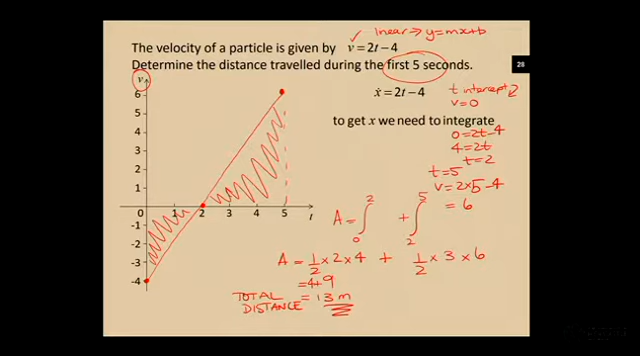 linear → y=mx+b
The velocity of a particle is given by v = 2t − 4
Determine the distance travelled during the first 5 seconds.
28
v
ẋ = 2t − 4
t intercept
v=0
to get x we need to integrate
0=2t-4
4=2t
t=2
t=5
v=2×5-4
=6
6
5
4
3
2
1
0
1 2 3 4 5 t
-1
-2
-3
-4
A = ∫₀² + ∫₂⁵
A = 1/2 × 2 × 4 + 1/2 × 3 × 6
=4+9
TOTAL DISTANCE = 13 m